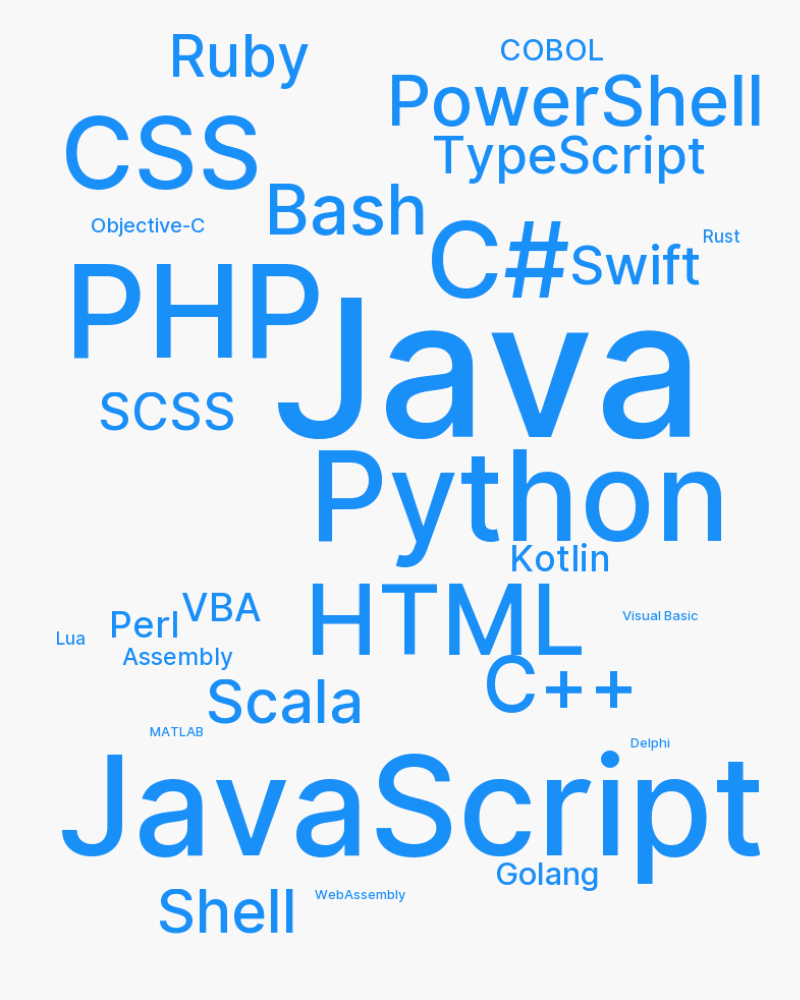 Ruby
COBOL
PowerShell
CSS
TypeScript
Bash
Objective-C
C#
Rust
Swift
PHP
Java
SCSS
Python
Kotlin
HTML
VBA
Visual Basic
Perl
Lua
Assembly
C++
Scala
MATLAB
Delphi
JavaScript
Golang
Shell
WebAssembly